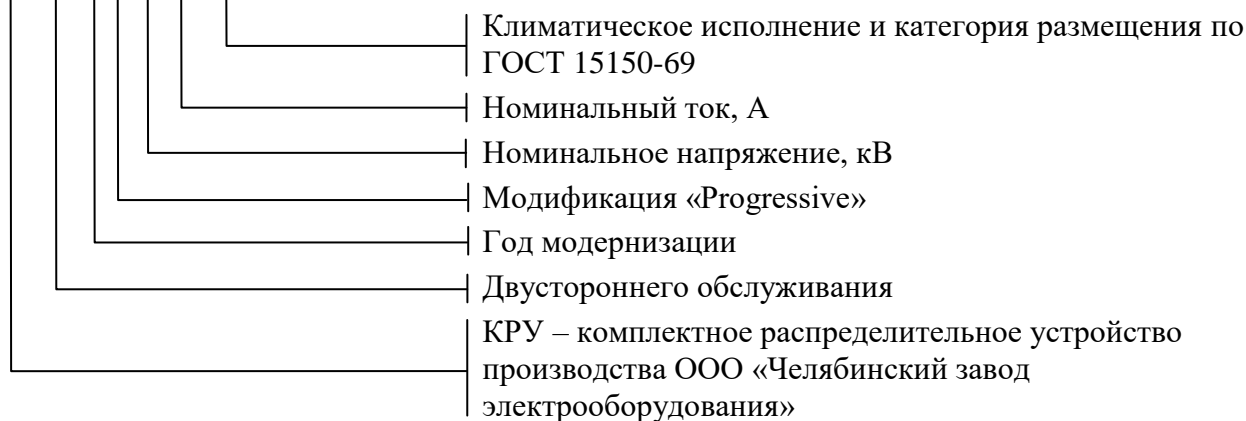 Климатическое исполнение и категория размещения по
ГОСТ 15150-69
Номинальный ток, А
Номинальное напряжение, кВ
Модификация «Progressive»
Год модернизации
Двустороннего обслуживания
КРУ – комплектное распределительное устройство
производства ООО «Челябинский завод
электрооборудования»